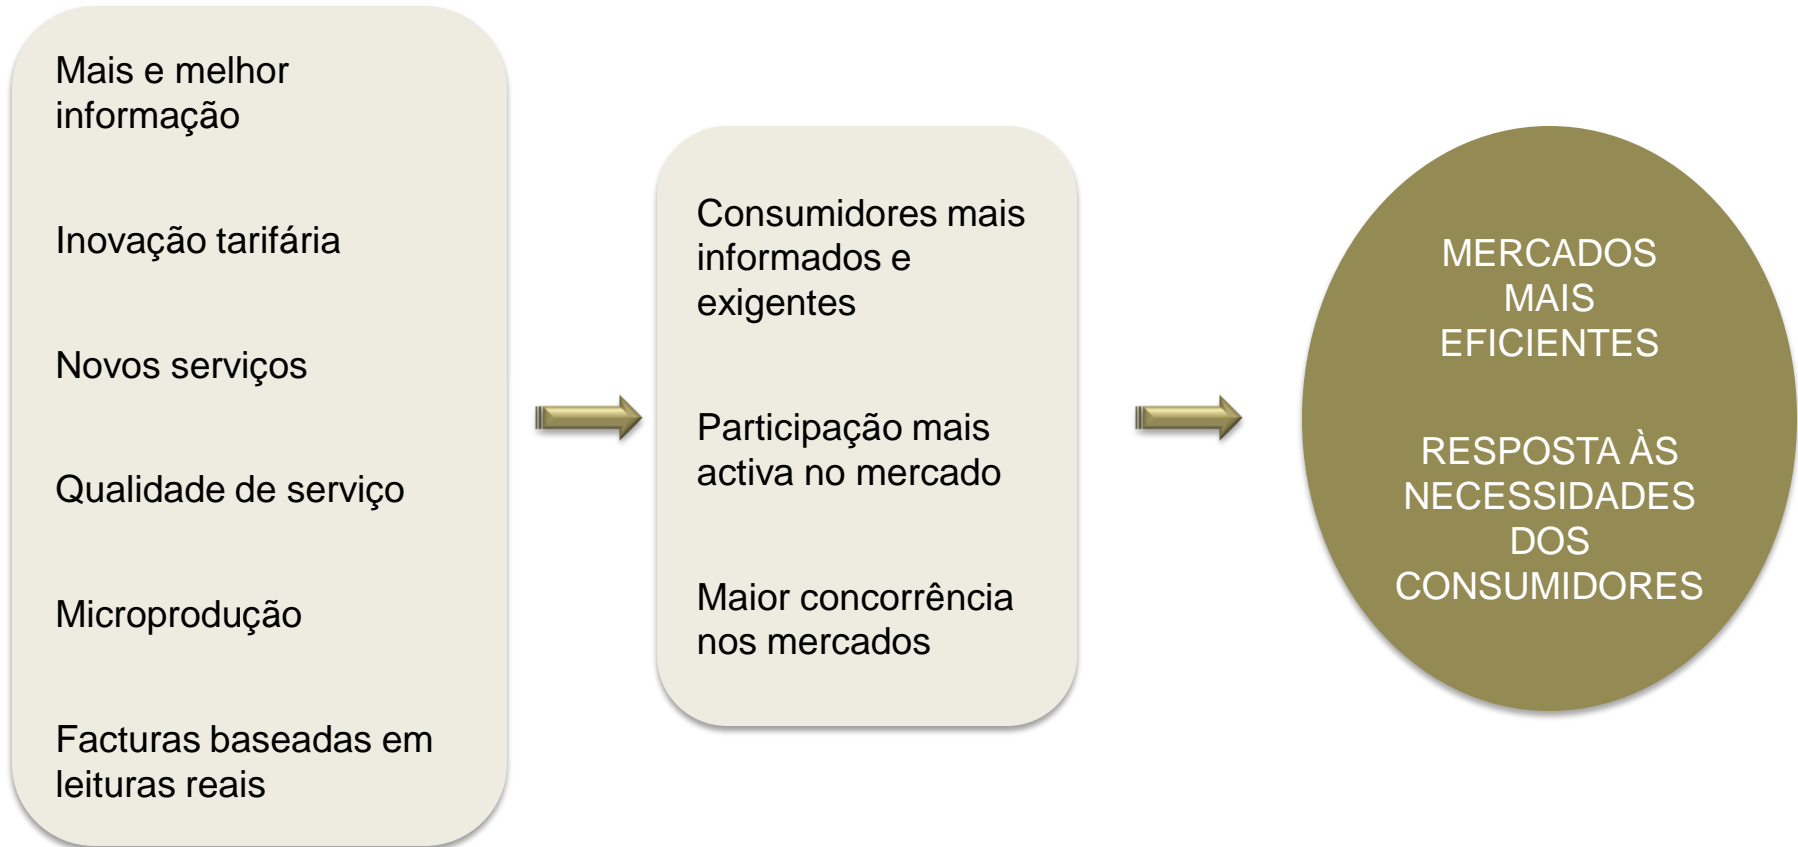 Mais e melhor
informação
Inovação tarifária
Novos serviços
Qualidade de serviço
Microprodução
Facturas baseadas em
leituras reais
Consumidores mais
informados e
exigentes
Participação mais
activa no mercado
Maior concorrência
nos mercados
MERCADOS
MAIS
EFICIENTES
RESPOSTA ÀS
NECESSIDADES
DOS
CONSUMIDORES